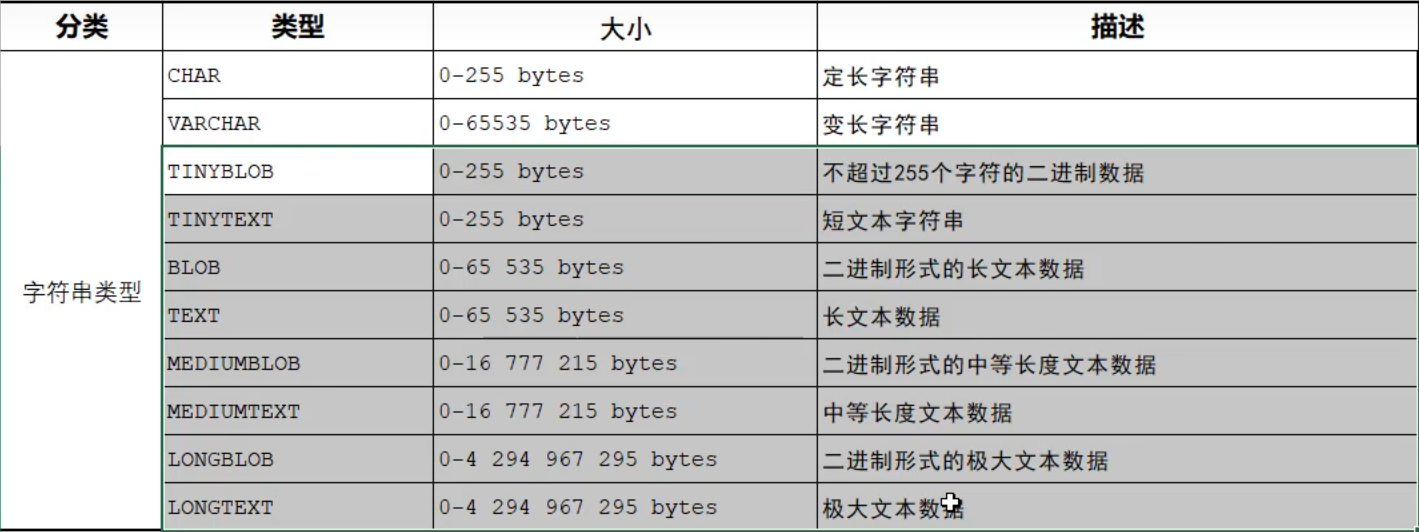 分类 类型 大小 描述
CHAR 0-255 bytes 定长字符串
VARCHAR 0-65535 bytes 变长字符串
TINYBLOB 0-255 bytes 不超过255个字符的二进制数据
TINYTEXT 0-255 bytes 短文本字符串
BLOB 0-65 535 bytes 二进制形式的长文本数据
字符串类型
TEXT 0-65 535 bytes 长文本数据
MEDIUMBLOB 0-16 777 215 bytes 二进制形式的中等长度文本数据
MEDIUMTEXT 0-16 777 215 bytes 中等长度文本数据
LONGBLOB 0-4 294 967 295 bytes 二进制形式的极大文本数据
LONGTEXT 0-4 294 967 295 bytes 极大文本数据